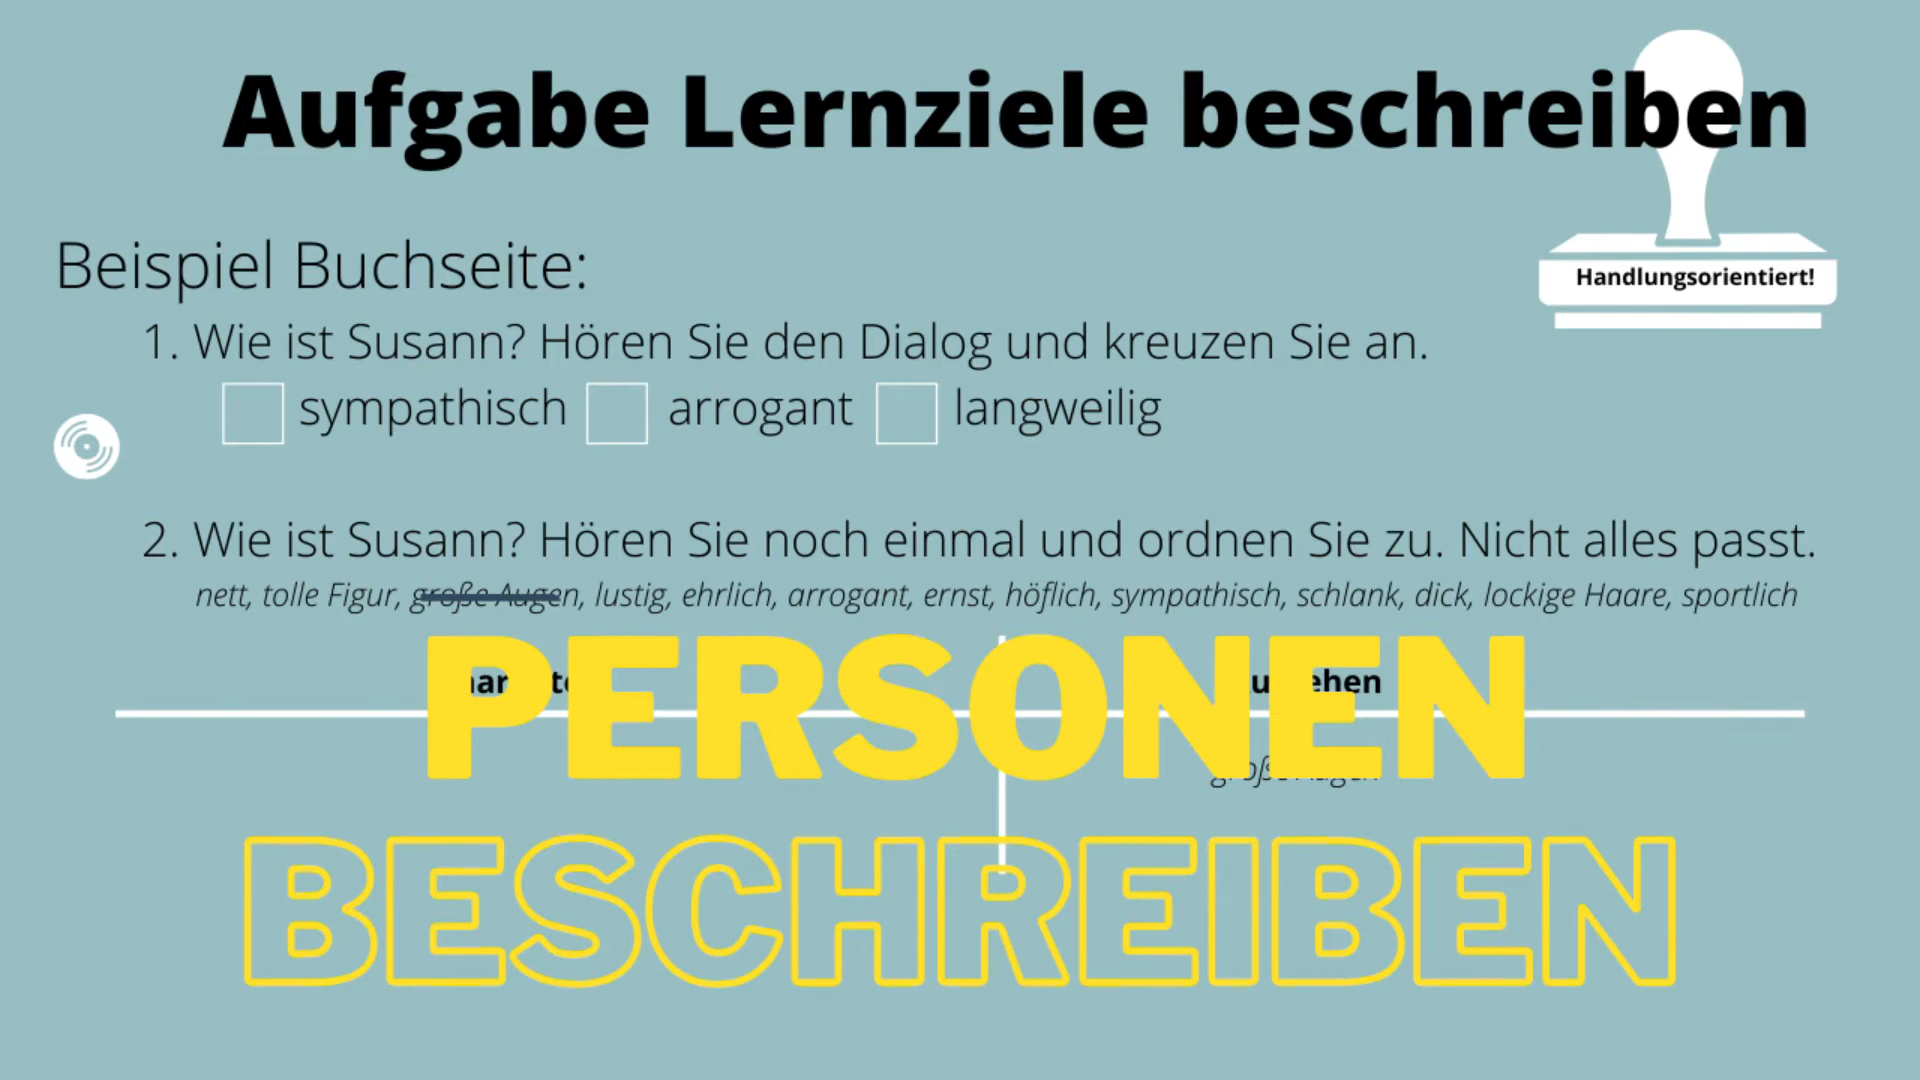 Aufgabe Lernziele beschreiben
Handlungsorientiert!
Beispiel Buchseite:
1. Wie ist Susann? Hören Sie den Dialog und kreuzen Sie an.
sympathisch arrogant langweilig
2. Wie ist Susann? Hören Sie noch einmal und ordnen Sie zu. Nicht alles passt.
nett, tolle Figur, große Augen, lustig, ehrlich, arrogant, ernst, höflich, sympathisch, schlank, dick, lockige Haare, sportlich
PERSONEN
große Augen
BESCHREIBEN